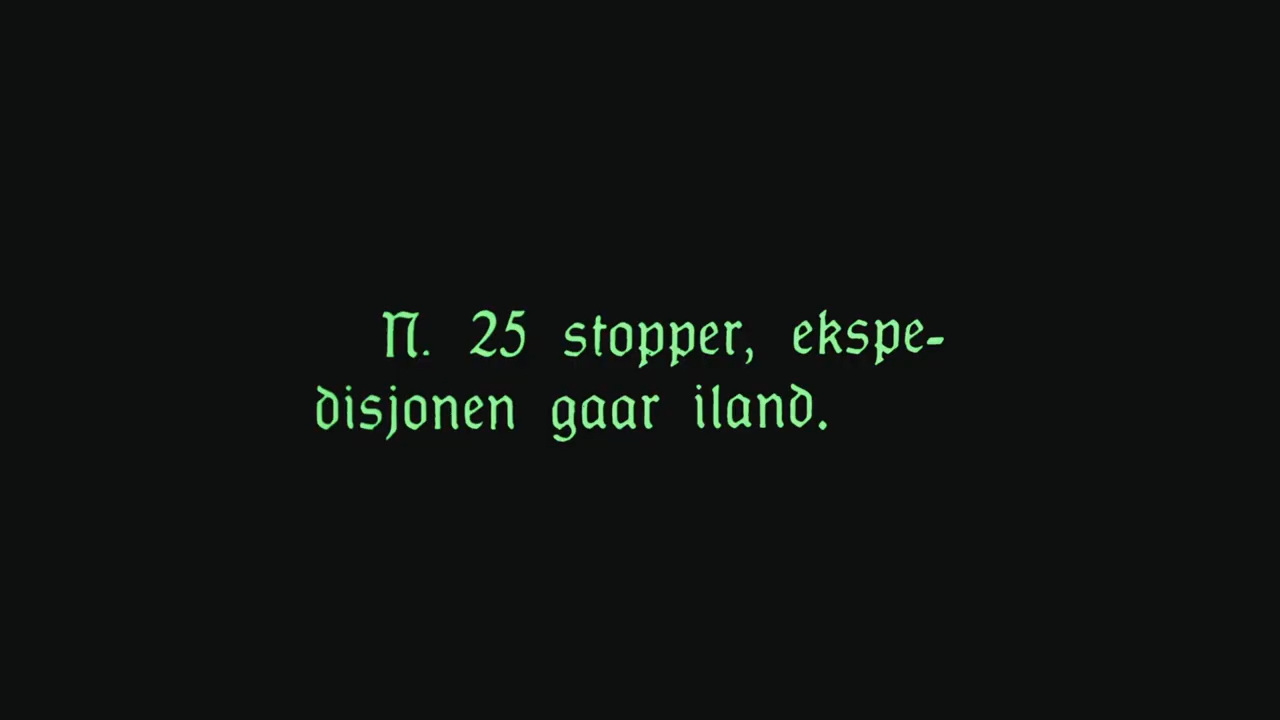 N. 25 stopper, ekspe-
disjonen gaar iland.